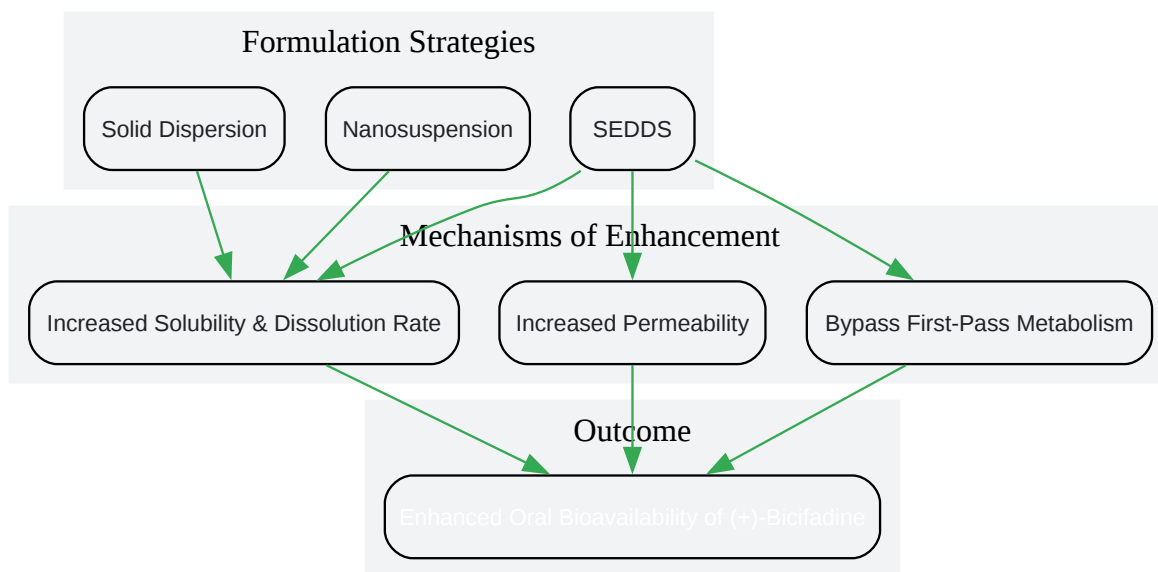 Formulation Strategies
Solid Dispersion
Nanosuspension
SEDDS
Mechanisms of Enhancement
Increased Solubility & Dissolution Rate
Increased Permeability
Bypass First-Pass Metabolism
Outcome
Enhanced Oral Bioavailability of (+)-Bicifadine